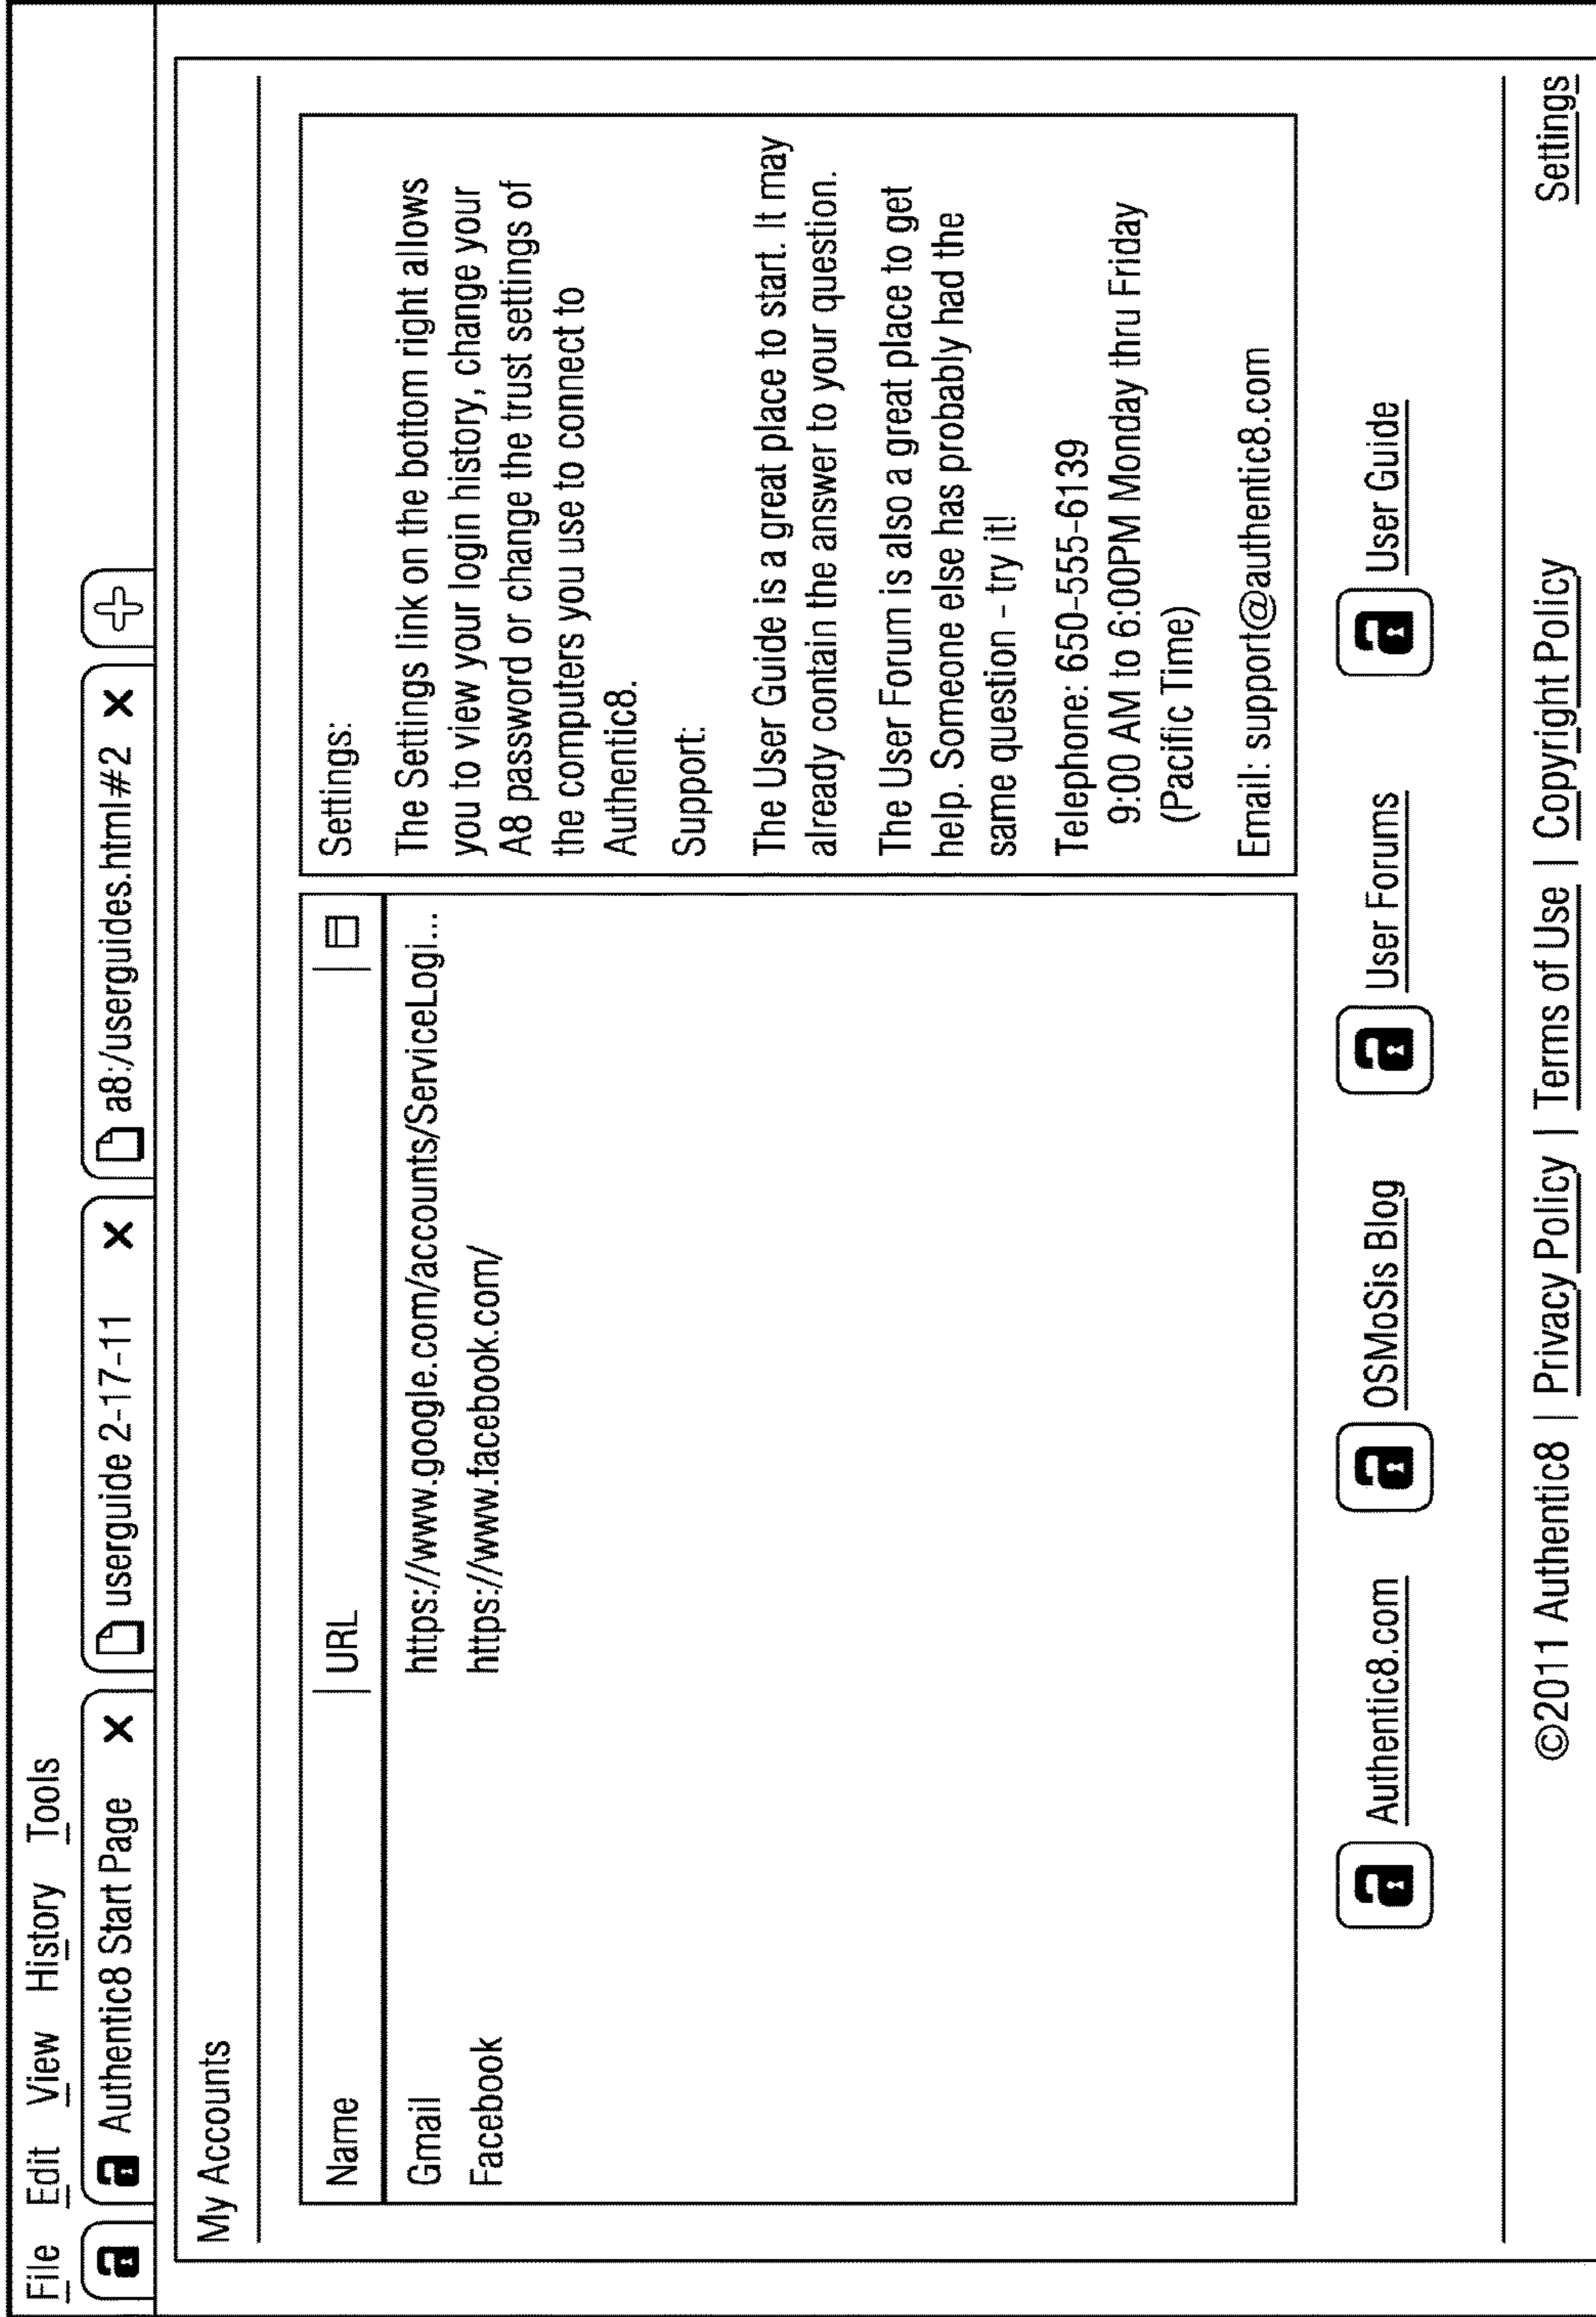 File Edit View History Tools
a Authentic8 Start Page X userguide 2-17-11 X a8:/userguides.html#2 X
My Accounts
Name | URL
Gmail https://www.google.com/accounts/ServiceLogi...
Facebook https://www.facebook.com/
Settings:
The Settings link on the bottom right allows
you to view your login history, change your
A8 password or change the trust settings of
the computers you use to connect to
Authentic8.
Support:
The User Guide is a great place to start. It may
already contain the answer to your question.
The User Forum is also a great place to get
help. Someone else has probably had the
same question – try it!
Telephone: 650-555-6139
9:00 AM to 6:00PM Monday thru Friday
(Pacific Time)
Email: support@authentic8.com
a Authentic8.com a OSMoSis Blog a User Forums a User Guide
©2011 Authentic8 | Privacy Policy | Terms of Use | Copyright Policy Settings